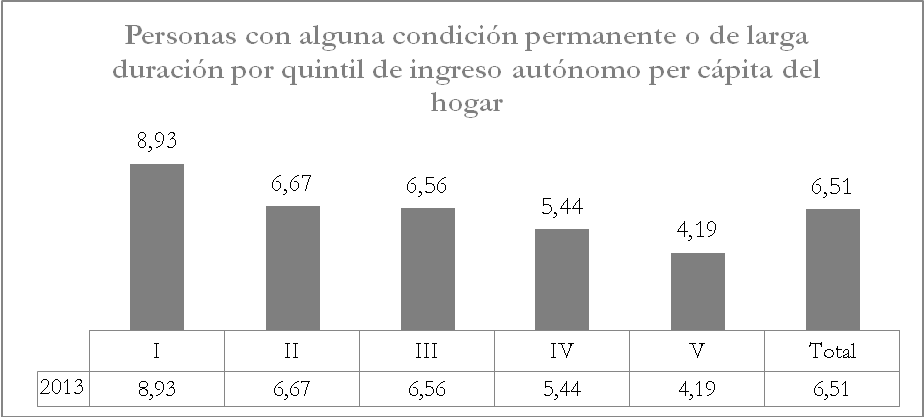 Personas con alguna condición permanente o de larga
duración por quintil de ingreso autónomo per cápita del
hogar
8,93 6,67 6,56 5,44 4,19 6,51
I II III IV V Total
2013 8,93 6,67 6,56 5,44 4,19 6,51